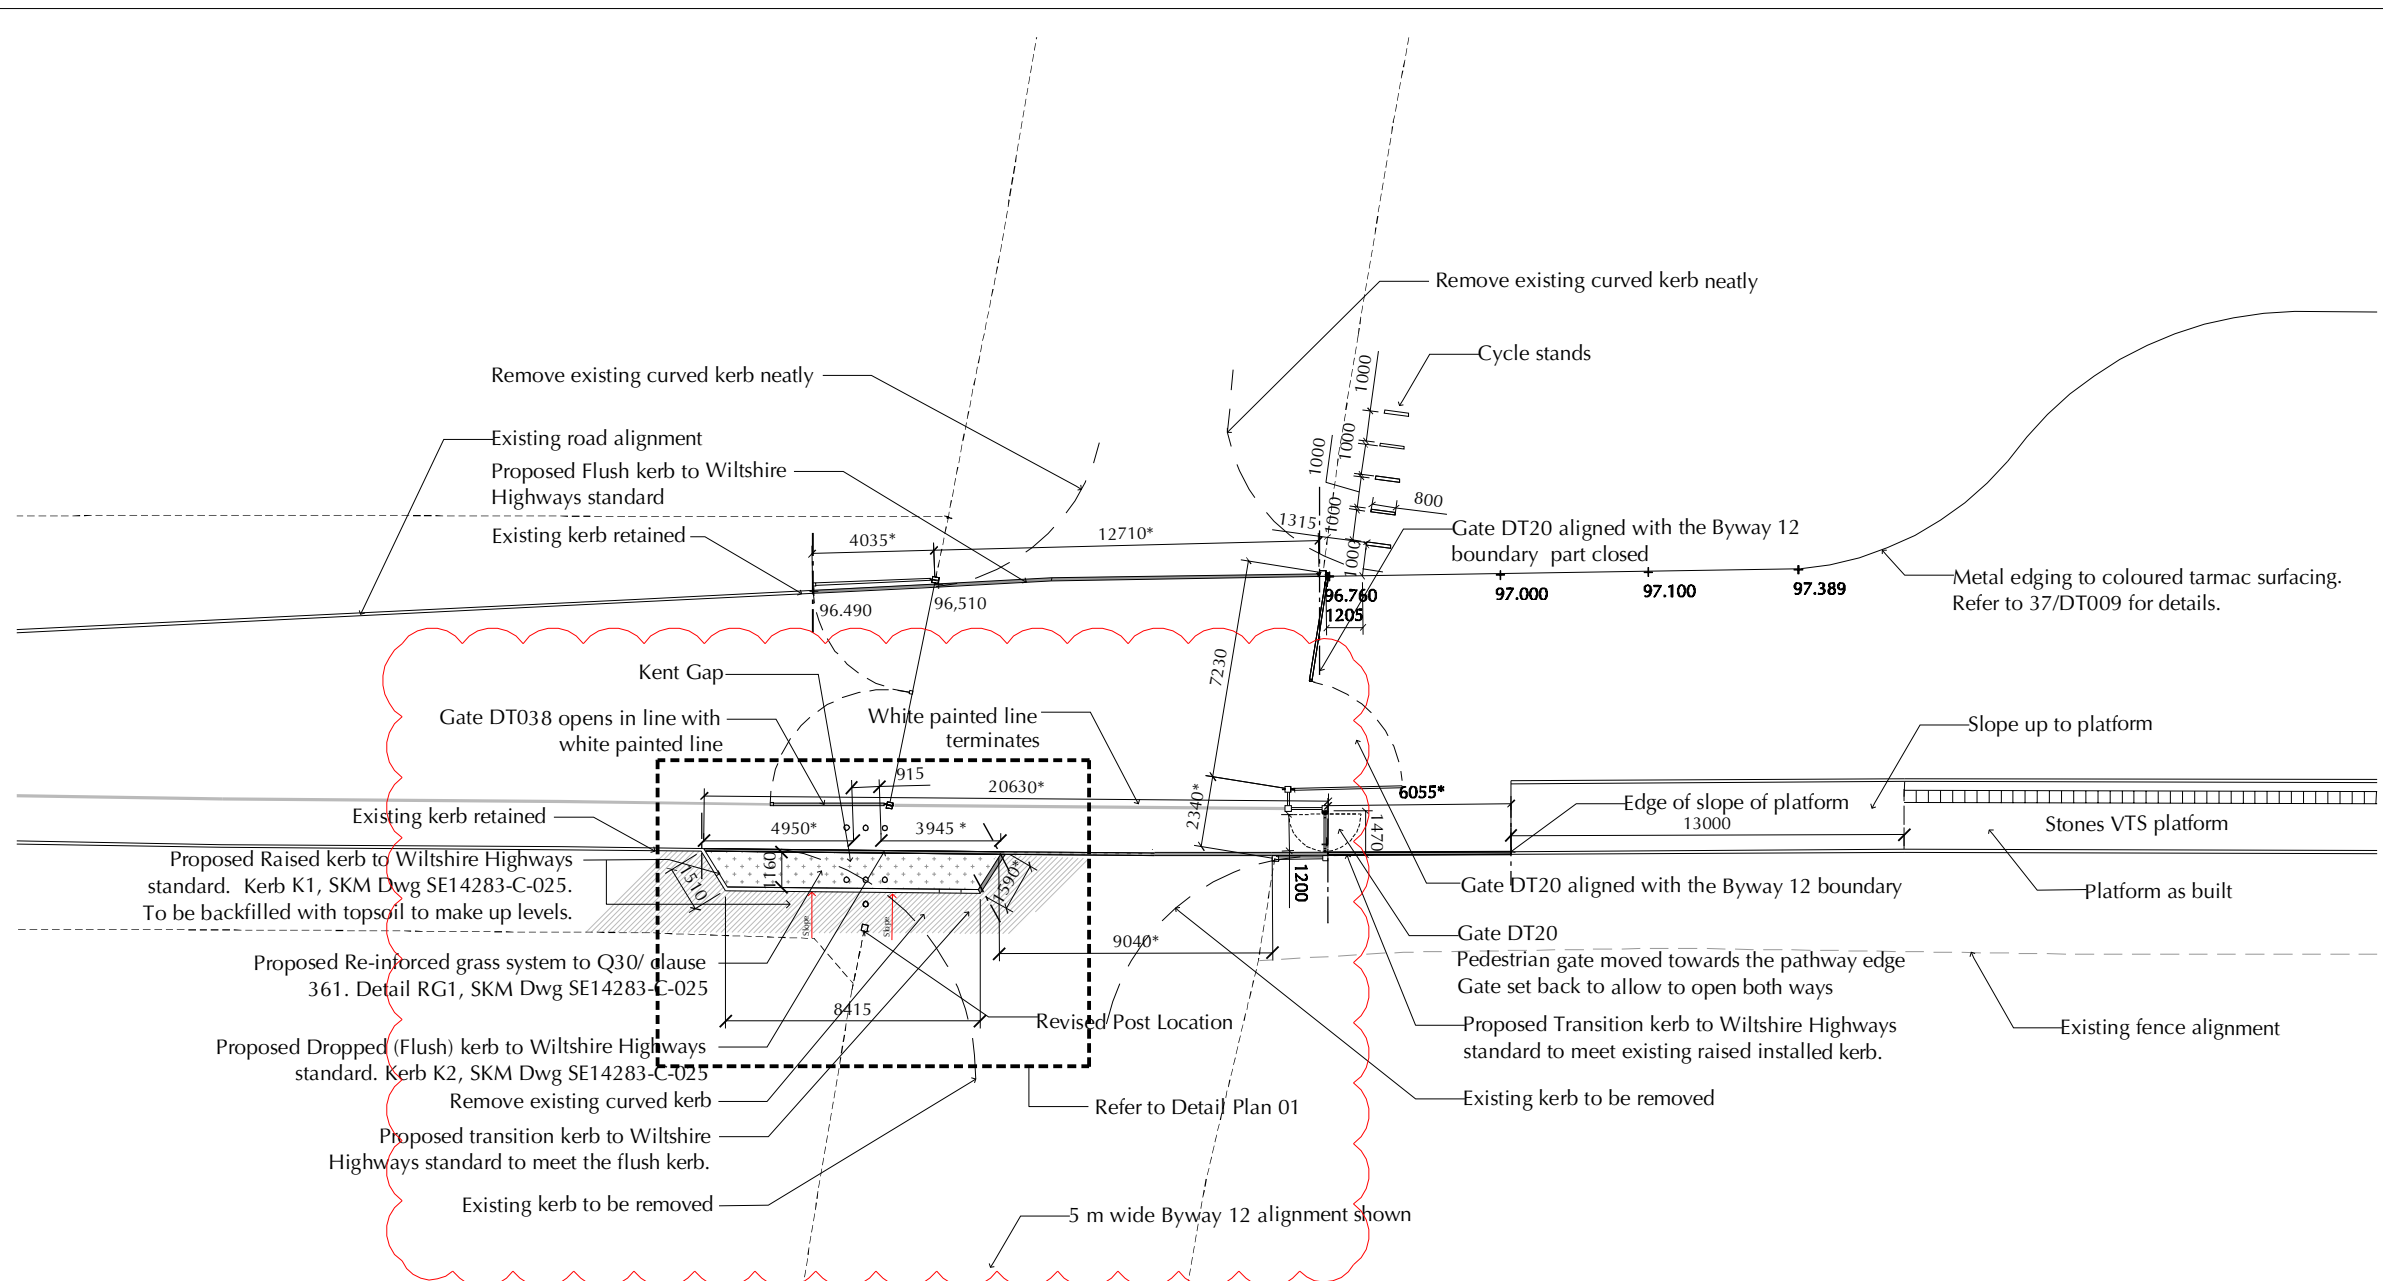 Remove existing curved kerb neatly
Cycle stands
Remove existing curved kerb neatly
1000
1000
1000
1000
1000
800
1315
Existing road alignment
Proposed Flush kerb to Wiltshire
Highways standard
Existing kerb retained
4035*
12710*
Gate DT20 aligned with the Byway 12
boundary part closed
Metal edging to coloured tarmac surfacing.
Refer to 37/DT009 for details.
96.490
96,510
96.760
1205
97.000
97.100
97.389
Kent Gap
7230
Gate DT038 opens in line with
white painted line
White painted line
terminates
Slope up to platform
915
20630*
6055*
2340*
Existing kerb retained
4950*
3945 *
1470
Edge of slope of platform
13000
Stones VTS platform
Proposed Raised kerb to Wiltshire Highways
standard. Kerb K1, SKM Dwg SE14283-C-025.
To be backfilled with topsoil to make up levels.
1510
1160
1590*
1200
Slope
Slope
Gate DT20 aligned with the Byway 12 boundary
Platform as built
9040*
Gate DT20
Pedestrian gate moved towards the pathway edge
Gate set back to allow to open both ways
Proposed Re-inforced grass system to Q30/ clause
361. Detail RG1, SKM Dwg SE14283-C-025
8415
Revised Post Location
Proposed Transition kerb to Wiltshire Highways
standard to meet existing raised installed kerb.
Existing fence alignment
Proposed Dropped (Flush) kerb to Wiltshire Highways
standard. Kerb K2, SKM Dwg SE14283-C-025
Remove existing curved kerb
Refer to Detail Plan 01
Existing kerb to be removed
Proposed transition kerb to Wiltshire
Highways standard to meet the flush kerb.
Existing kerb to be removed
5 m wide Byway 12 alignment shown